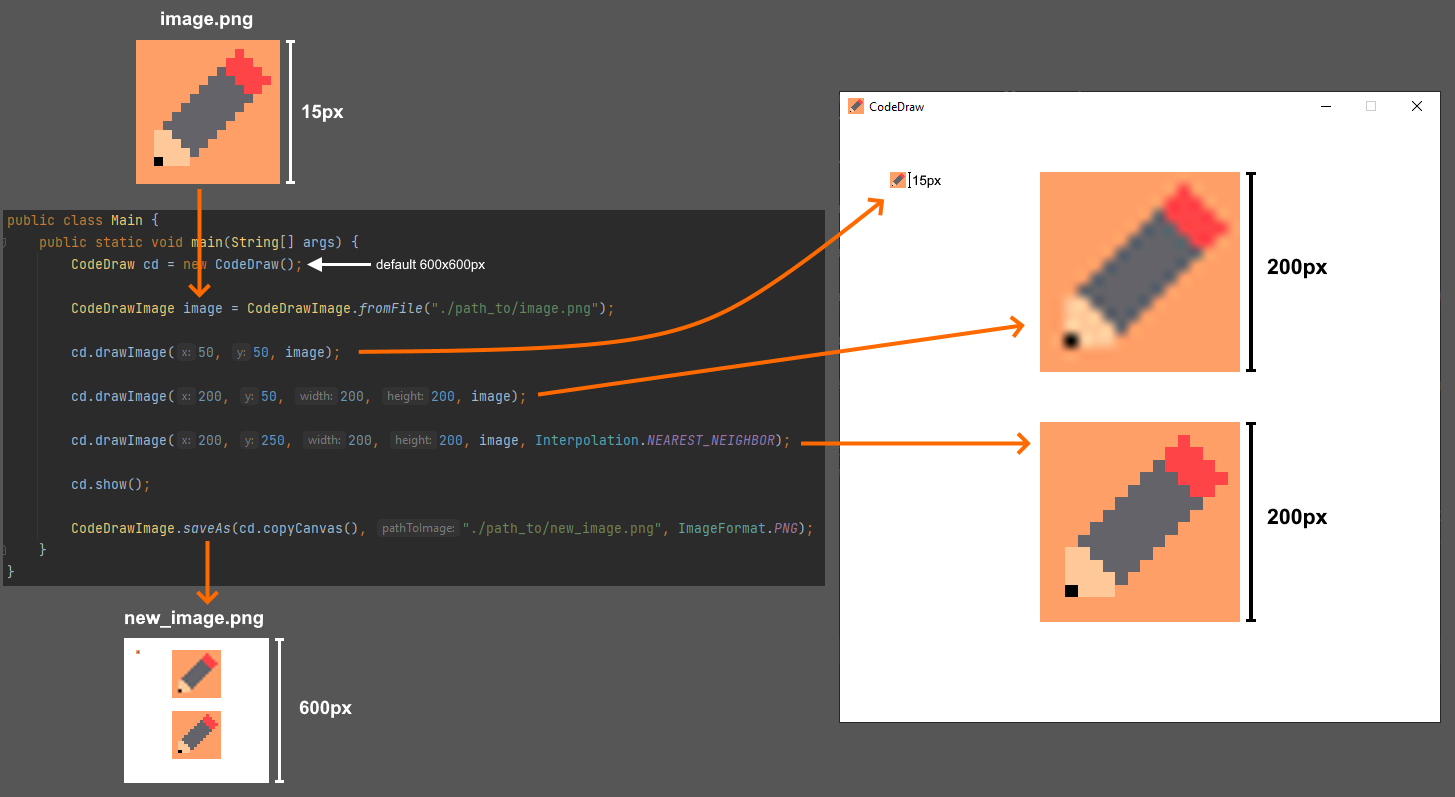 image.png
15px
public class Main {
public static void main(String[] args) {
CodeDraw cd = new CodeDraw();
default 600x600px
CodeDrawImage image = CodeDrawImage.fromFile("./path_to/image.png");
cd.drawImage( x: 50, y: 50, image);
cd.drawImage( x: 200, y: 50, width: 200, height: 200, image);
cd.drawImage( x: 200, y: 250, width: 200, height: 200, image, Interpolation.NEAREST_NEIGHBOR);
cd.show();
CodeDrawImage.saveAs(cd.copyCanvas(), pathToImage: "./path_to/new_image.png", ImageFormat.PNG);
}
}
new_image.png
600px
CodeDraw
15px
200px
200px